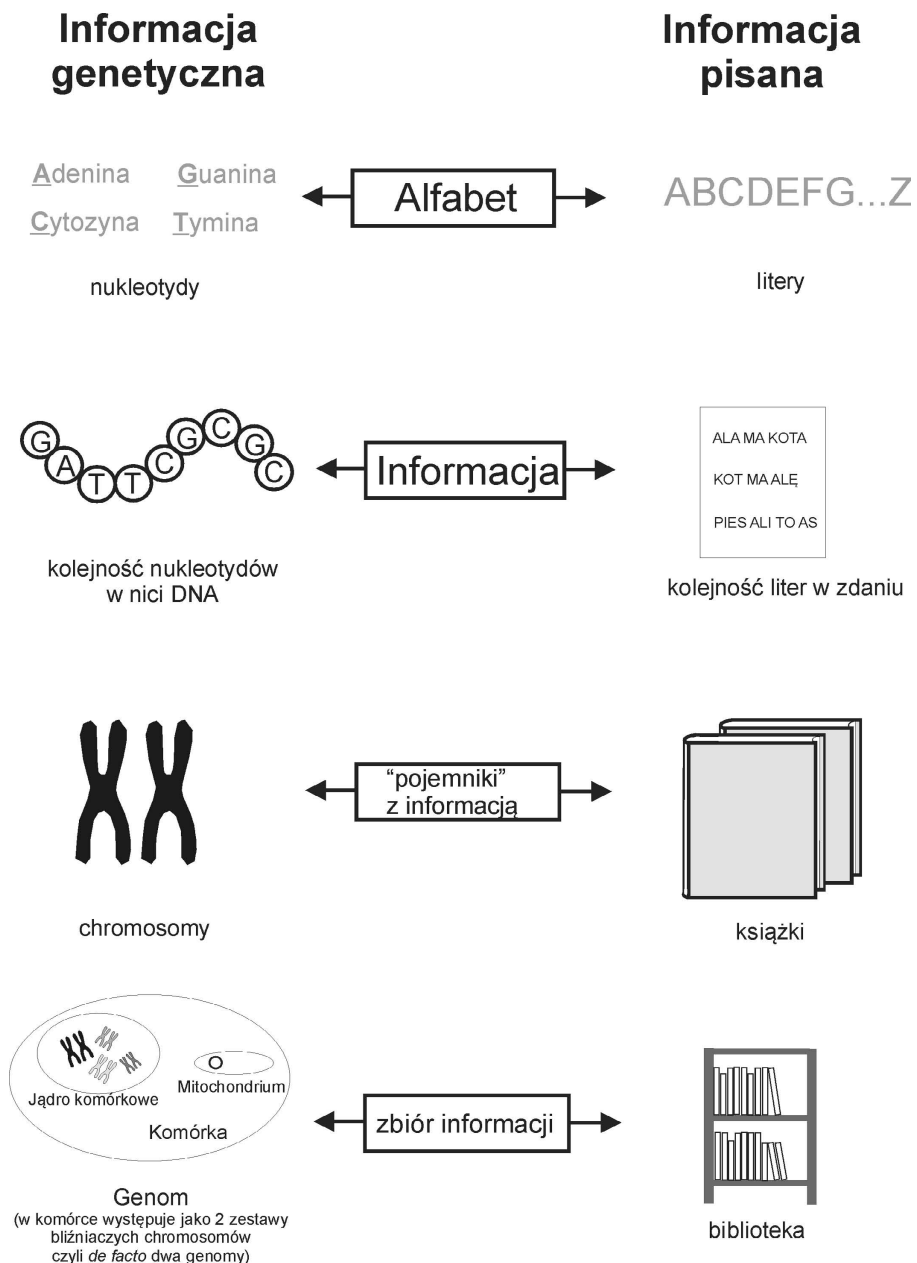 Informacja
genetyczna
Informacja
pisana
Adenina Guanina
Cytozyna Tymina
nukleotydy
Alfabet
ABCDEFG...Z
litery
G A T T C G C G C
kolejność nukleotydów
w nici DNA
Informacja
ALA MA KOTA
KOT MA ALĘ
PIES ALI TO AS
kolejność liter w zdaniu
chromosomy
“pojemniki”
z informacją
książki
Jądro komórkowe
Mitochondrium
Komórka
Genom
(w komórce występuje jako 2 zestawy
bliźniaczych chromosomów
czyli de facto dwa genomy)
zbiór informacji
biblioteka